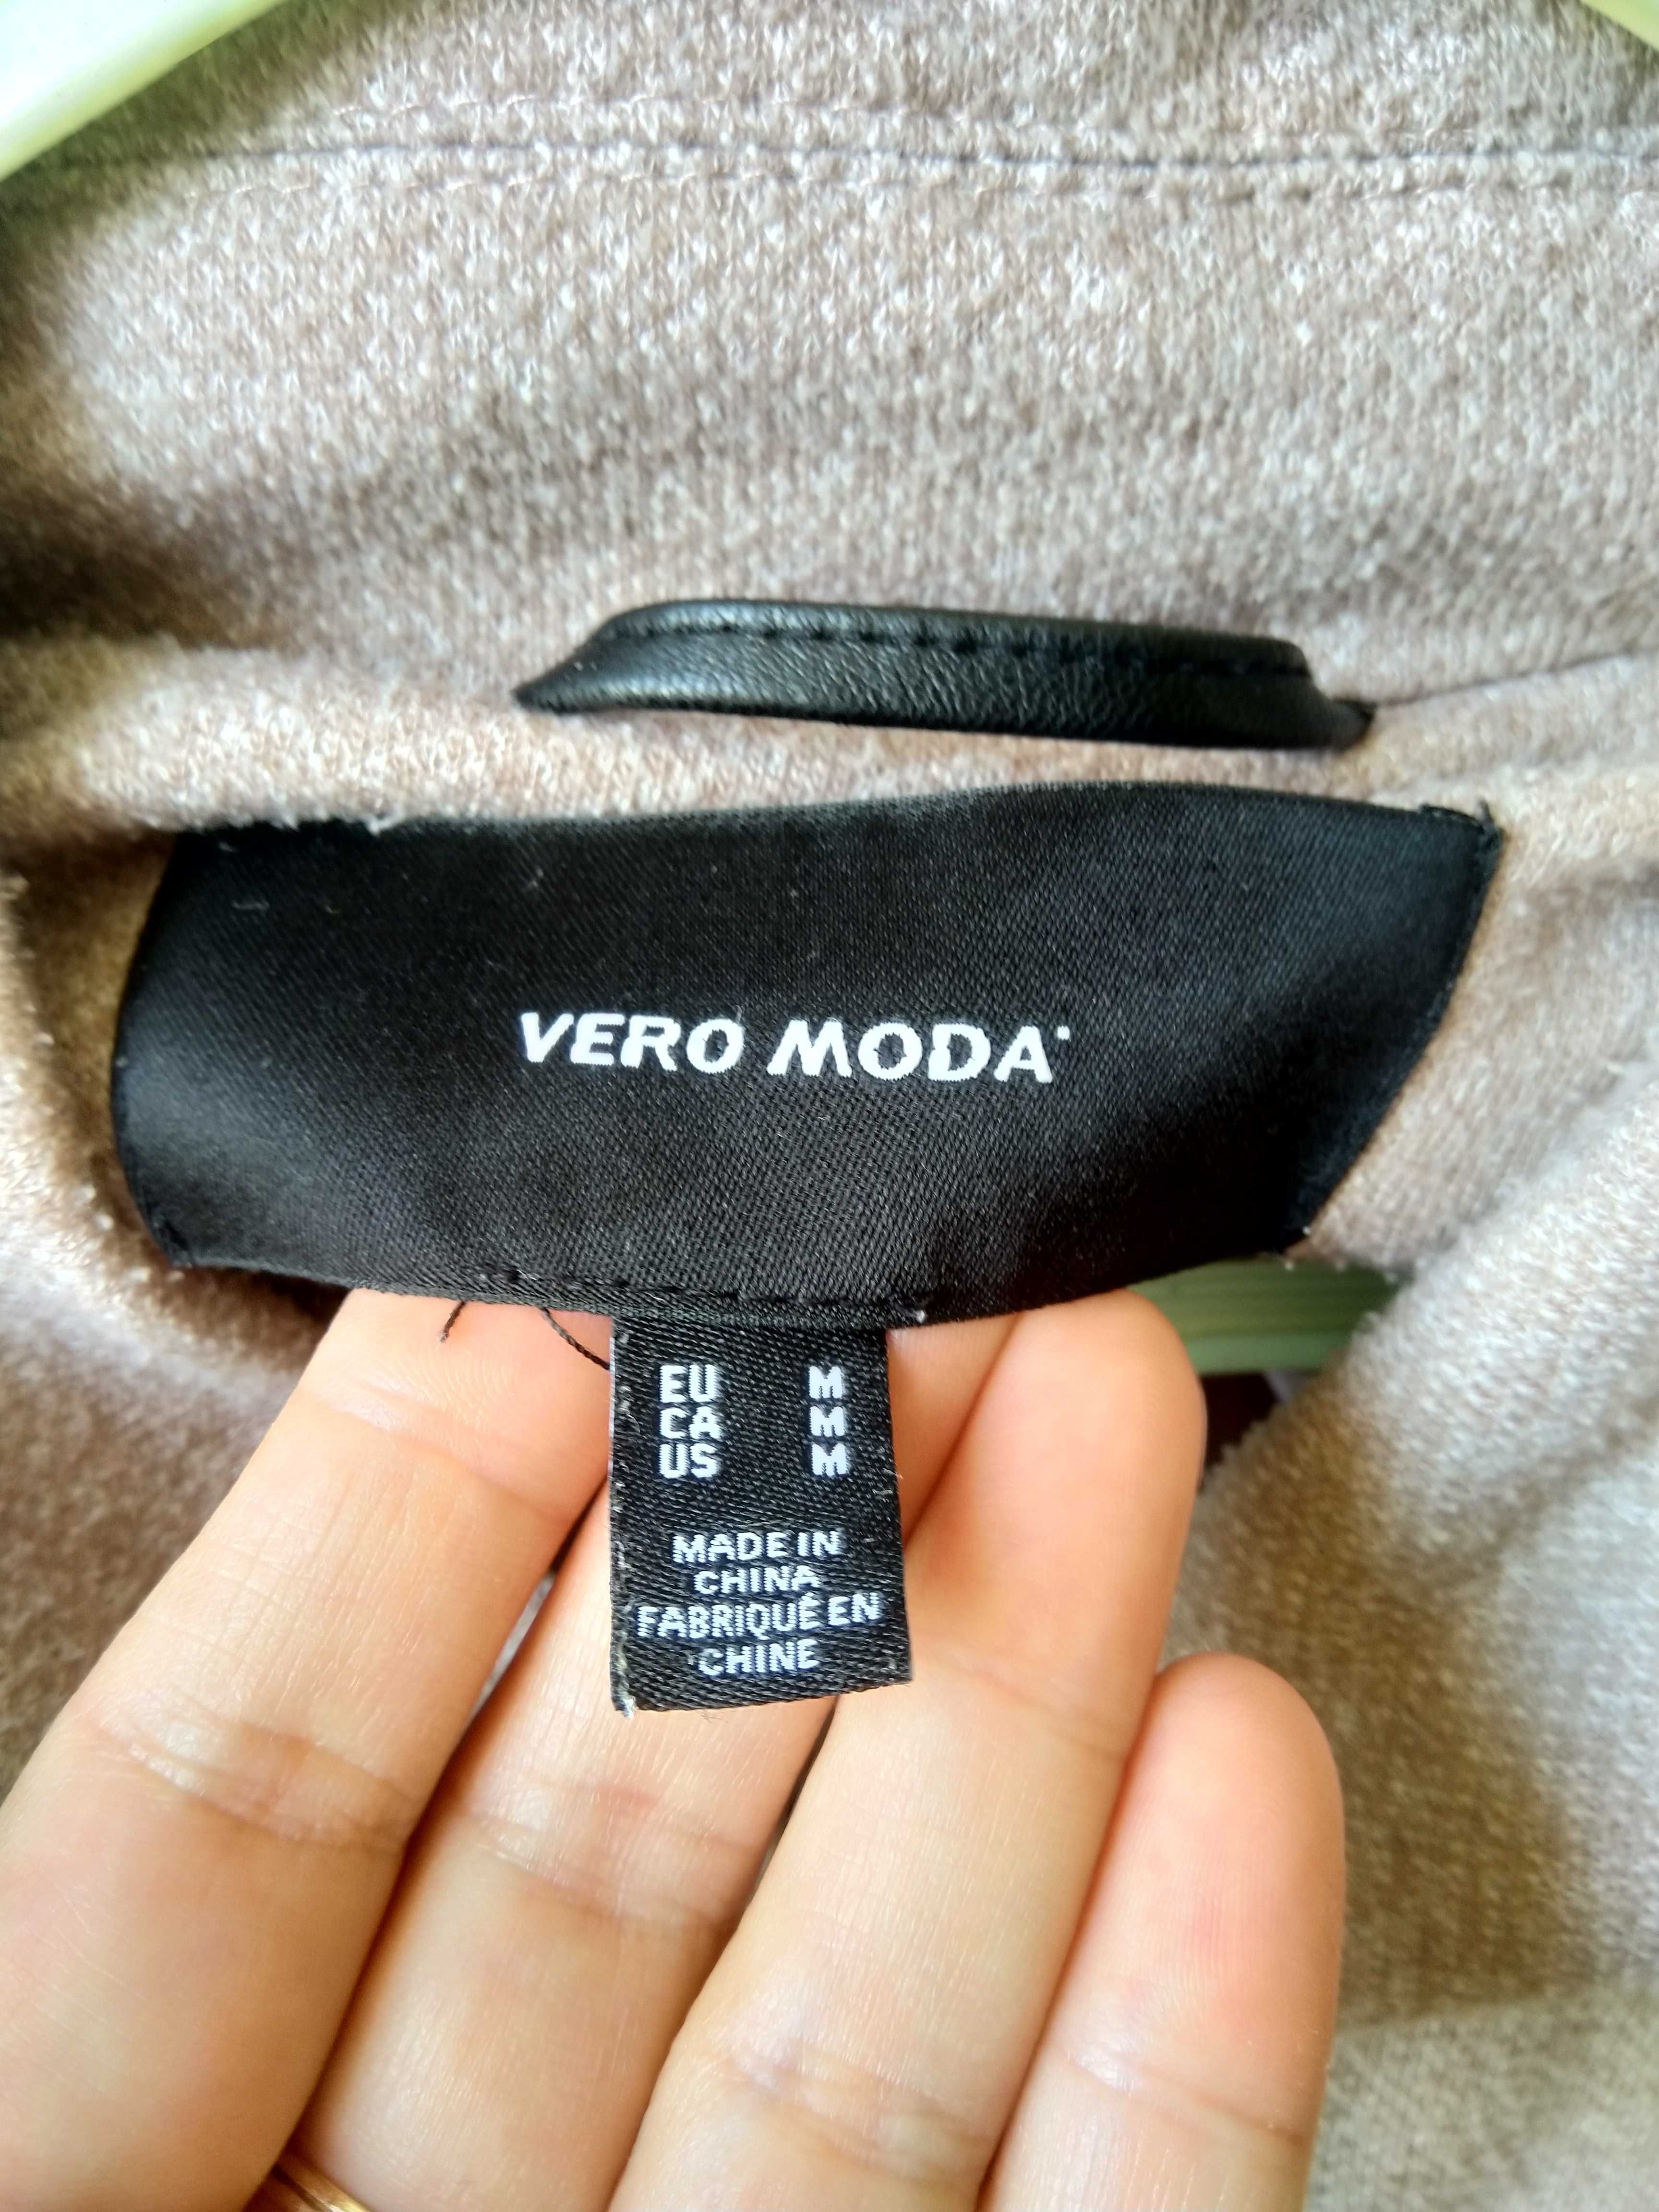 VERO MODA
EU M
CA M
US M
MADE IN
CHINA
FABRIQUÉ EN
CHINE